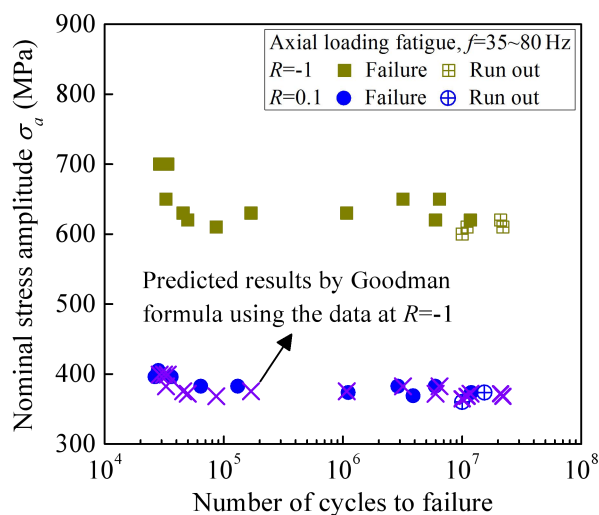 Axial loading fatigue, f=35~80 Hz
R=-1 Failure Run out
R=0.1 Failure Run out
Predicted results by Goodman
formula using the data at R=-1
Nominal stress amplitude σa (MPa)
900
800
700
600
500
400
300
10^4 10^5 10^6 10^7 10^8
Number of cycles to failure